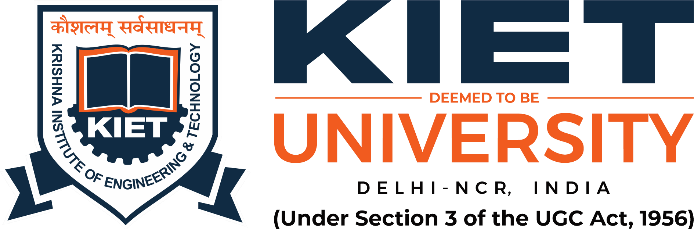 कौशलम् सर्वसाधनम्
KRISHNA INSTITUTE OF ENGINEERING & TECHNOLOGY
KIET
KIET
DEEMED TO BE
UNIVERSITY
DELHI-NCR, INDIA
(Under Section 3 of the UGC Act, 1956)